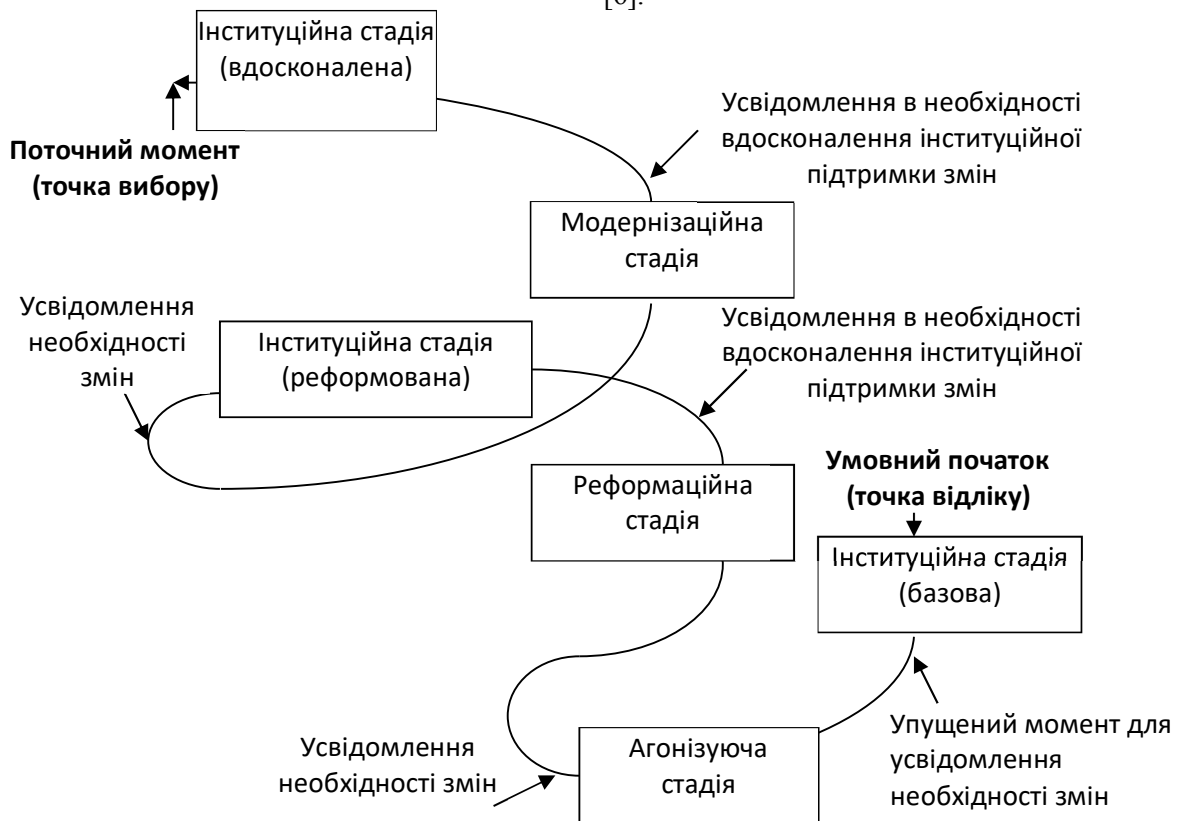 [6].
Інституційна стадія
(вдосконалена)
Усвідомлення в необхідності
вдосконалення інституційної
підтримки змін
Поточний момент
(точка вибору)
Модернізаційна
стадія
Усвідомлення
необхідності
змін
Інституційна стадія
(реформована)
Усвідомлення в необхідності
вдосконалення інституційної
підтримки змін
Умовний початок
(точка відліку)
Реформаційна
стадія
Інституційна стадія
(базова)
Усвідомлення
необхідності змін
Агонізуюча
стадія
Упущений момент для
усвідомлення
необхідності змін